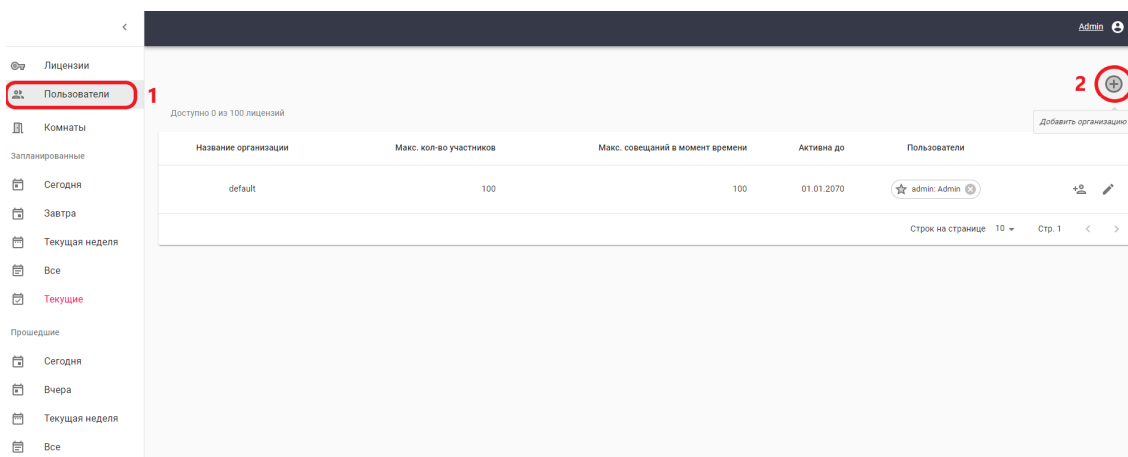 Admin
Лицензии
Пользователи
1
Комнаты
Запланированные
Сегодня
Завтра
Текущая неделя
Все
Текущие
Прошедшие
Сегодня
Вчера
Текущая неделя
Все
2
Добавить организацию
Доступно 0 из 100 лицензий
Название организации Макс. кол-во участников Макс. совещаний в момент времени Активна до Пользователи
default 100 100 01.01.2070 admin: Admin
Строк на странице 10 Стр. 1